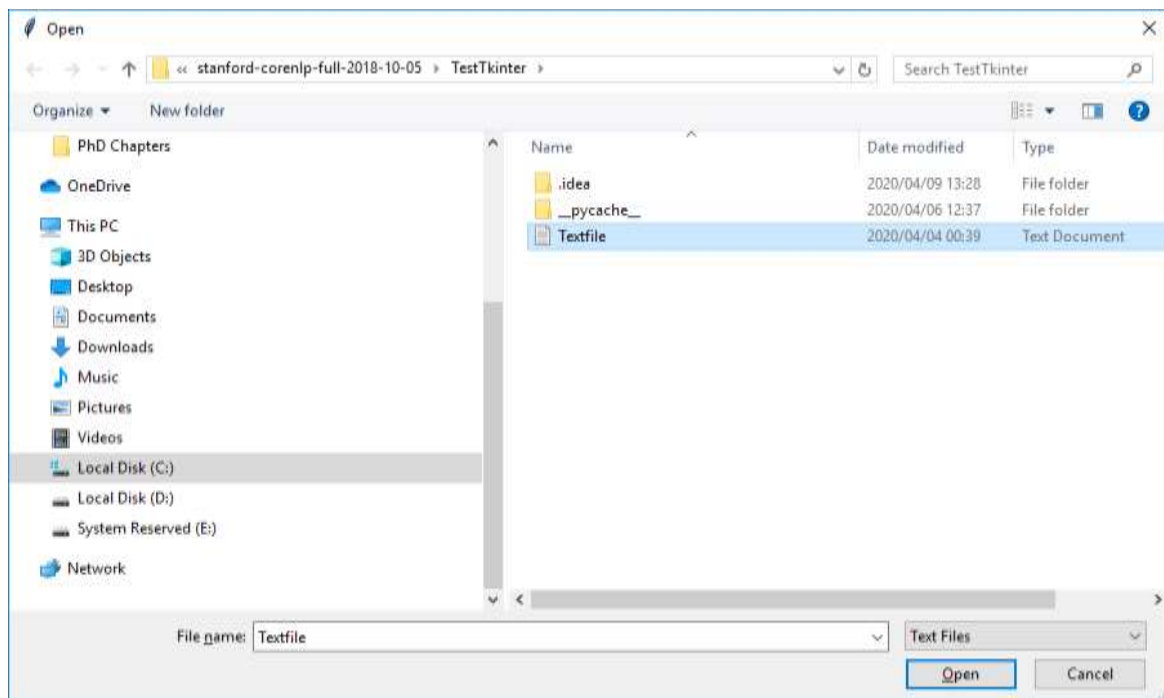 Open
« stanford-corenlp-full-2018-10-05 › TestTkinter ›
Search TestTkinter
Organize
New folder
PhD Chapters
OneDrive
This PC
3D Objects
Desktop
Documents
Downloads
Music
Pictures
Videos
Local Disk (C:)
Local Disk (D:)
System Reserved (E:)
Network
Name Date modified Type
.idea 2020/04/09 13:28 File folder
__pycache__ 2020/04/06 12:37 File folder
Textfile 2020/04/04 00:39 Text Document
File name: Textfile
Text Files
Open
Cancel